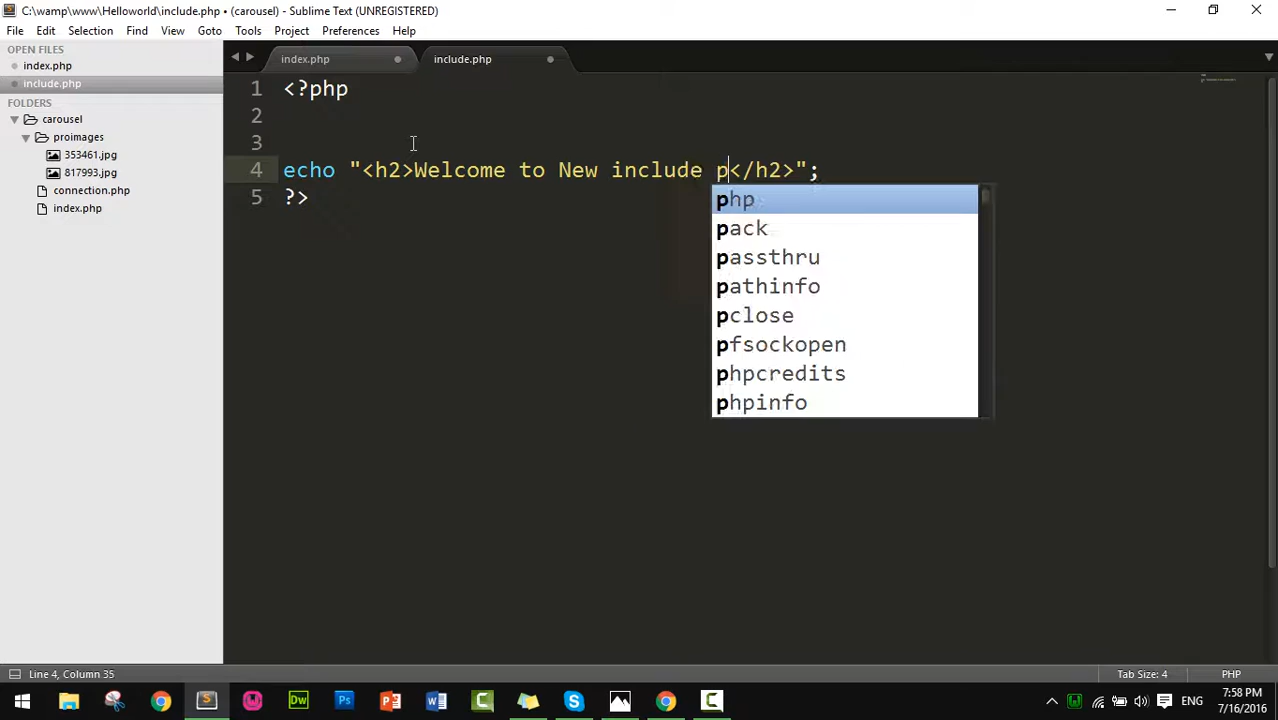 C:\wamp\www\Helloworld\include.php • (carousel) - Sublime Text (UNREGISTERED)
File Edit Selection Find View Goto Tools Project Preferences Help
OPEN FILES
index.php
include.php
FOLDERS
carousel
proimages
353461.jpg
817993.jpg
connection.php
index.php
index.php
include.php
1 <?php
2
3
4 echo "<h2>Welcome to New include p</h2>";
5 ?>
php
pack
passthru
pathinfo
pclose
pfsockopen
phpcredits
phpinfo
Line 4, Column 35
Tab Size: 4
PHP
S
Dw
Ps
P
W
C
S
C
ENG
7:58 PM
7/16/2016